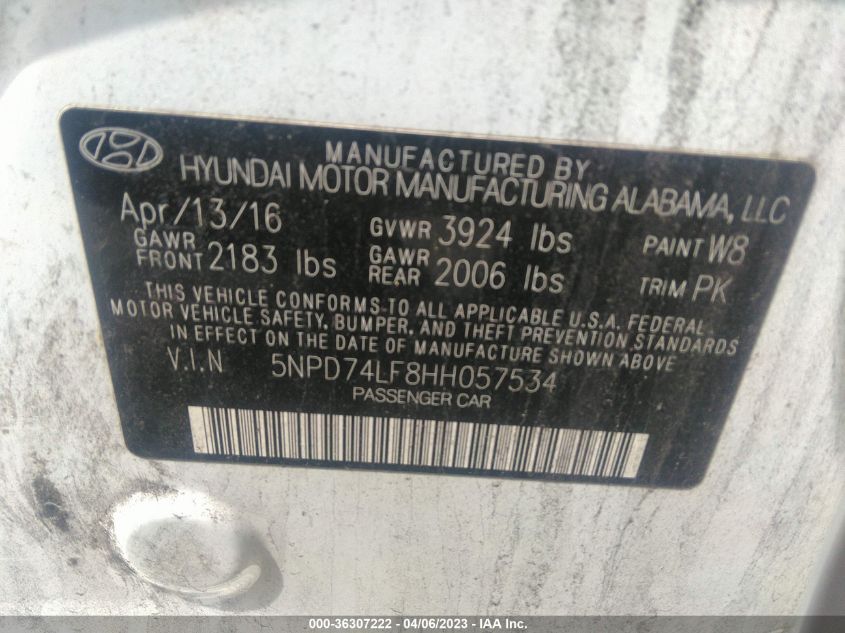 MANUFACTURED BY
HYUNDAI MOTOR MANUFACTURING ALABAMA, LLC
Apr/13/16 GVWR 3924 lbs PAINT W8
GAWR FRONT 2183 lbs GAWR REAR 2006 lbs TRIM PK
THIS VEHICLE CONFORMS TO ALL APPLICABLE U.S.A. FEDERAL
MOTOR VEHICLE SAFETY, BUMPER, AND THEFT PREVENTION STANDARDS
IN EFFECT ON THE DATE OF MANUFACTURE SHOWN ABOVE
V.I.N 5NPD74LF8HH057534
PASSENGER CAR
000-36307222 - 04/06/2023 - IAA Inc.